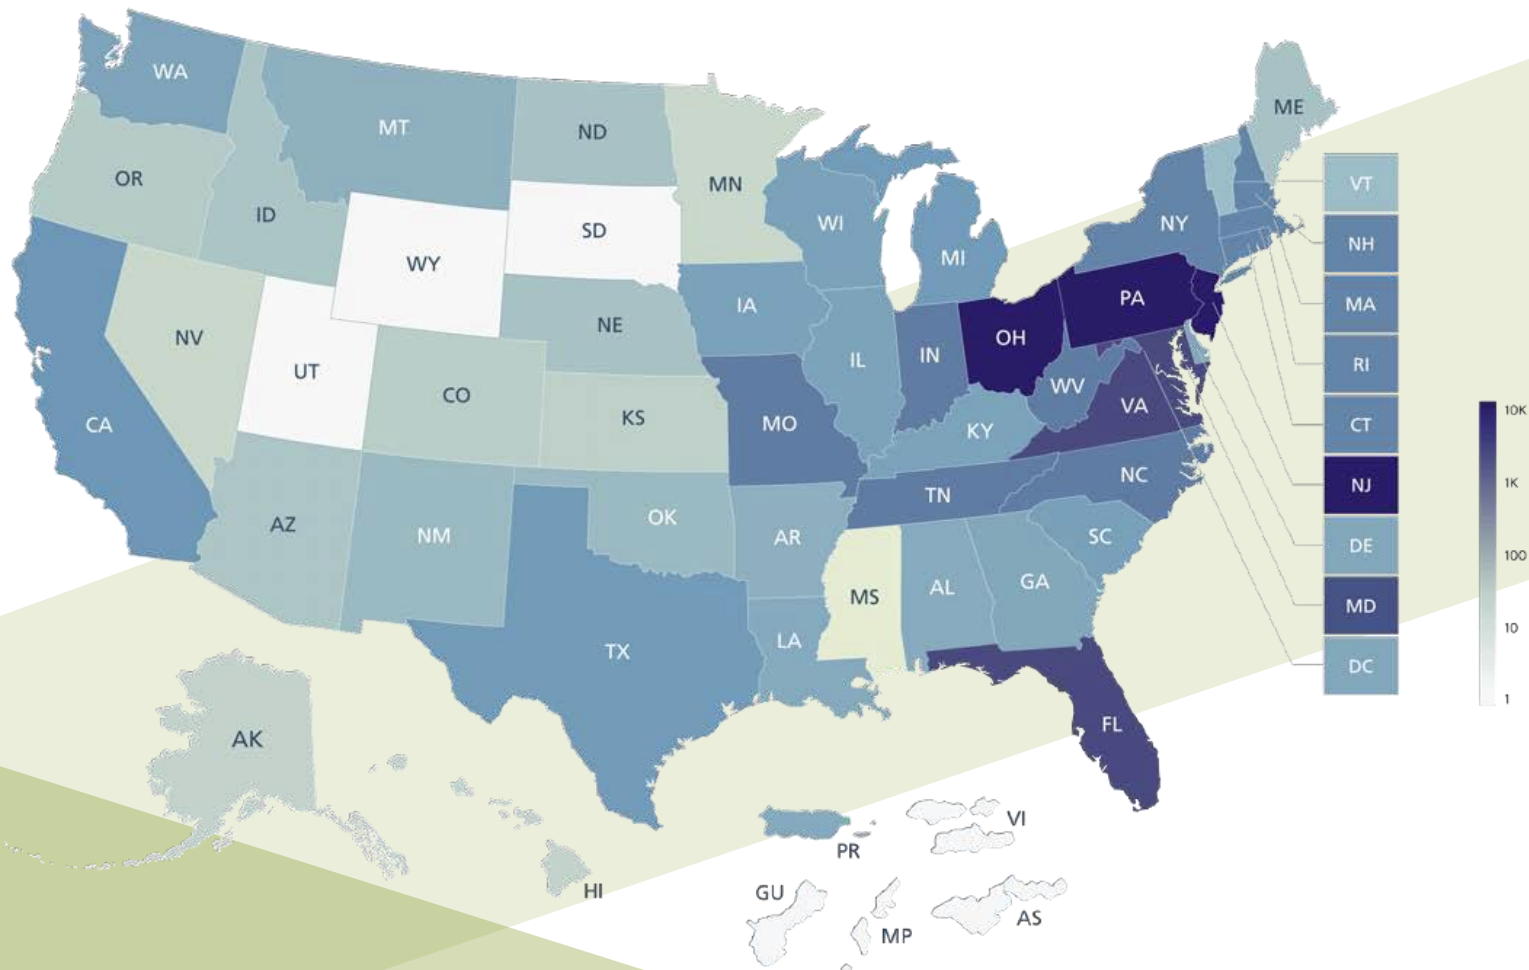 WA
MT
ND
MN
ME
OR
ID
SD
WI
MI
NY
VT
NH
WY
NE
IA
IL
IN
OH
PA
MA
RI
NV
UT
CO
KS
MO
KY
WV
VA
CT
CA
AZ
NM
OK
AR
TN
NC
NJ
SC
DE
MS
AL
GA
MD
TX
LA
DC
FL
AK
HI
PR
VI
GU
MP
AS
10K
1K
100
10
1